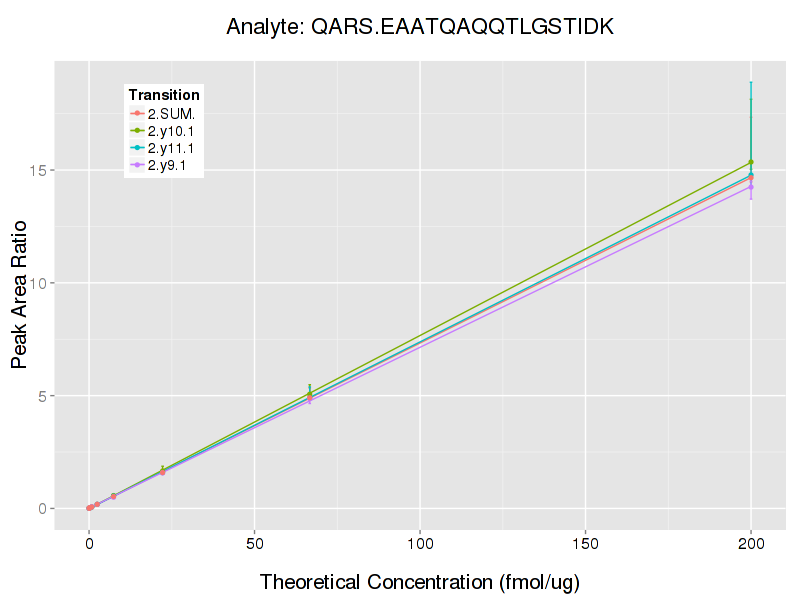 Analyte: QARS.EAATQAQQTLGSTIDK
Transition
2.SUM.
2.y10.1
2.y11.1
2.y9.1
Peak Area Ratio
15
10
5
0
0 50 100 150 200
Theoretical Concentration (fmol/ug)